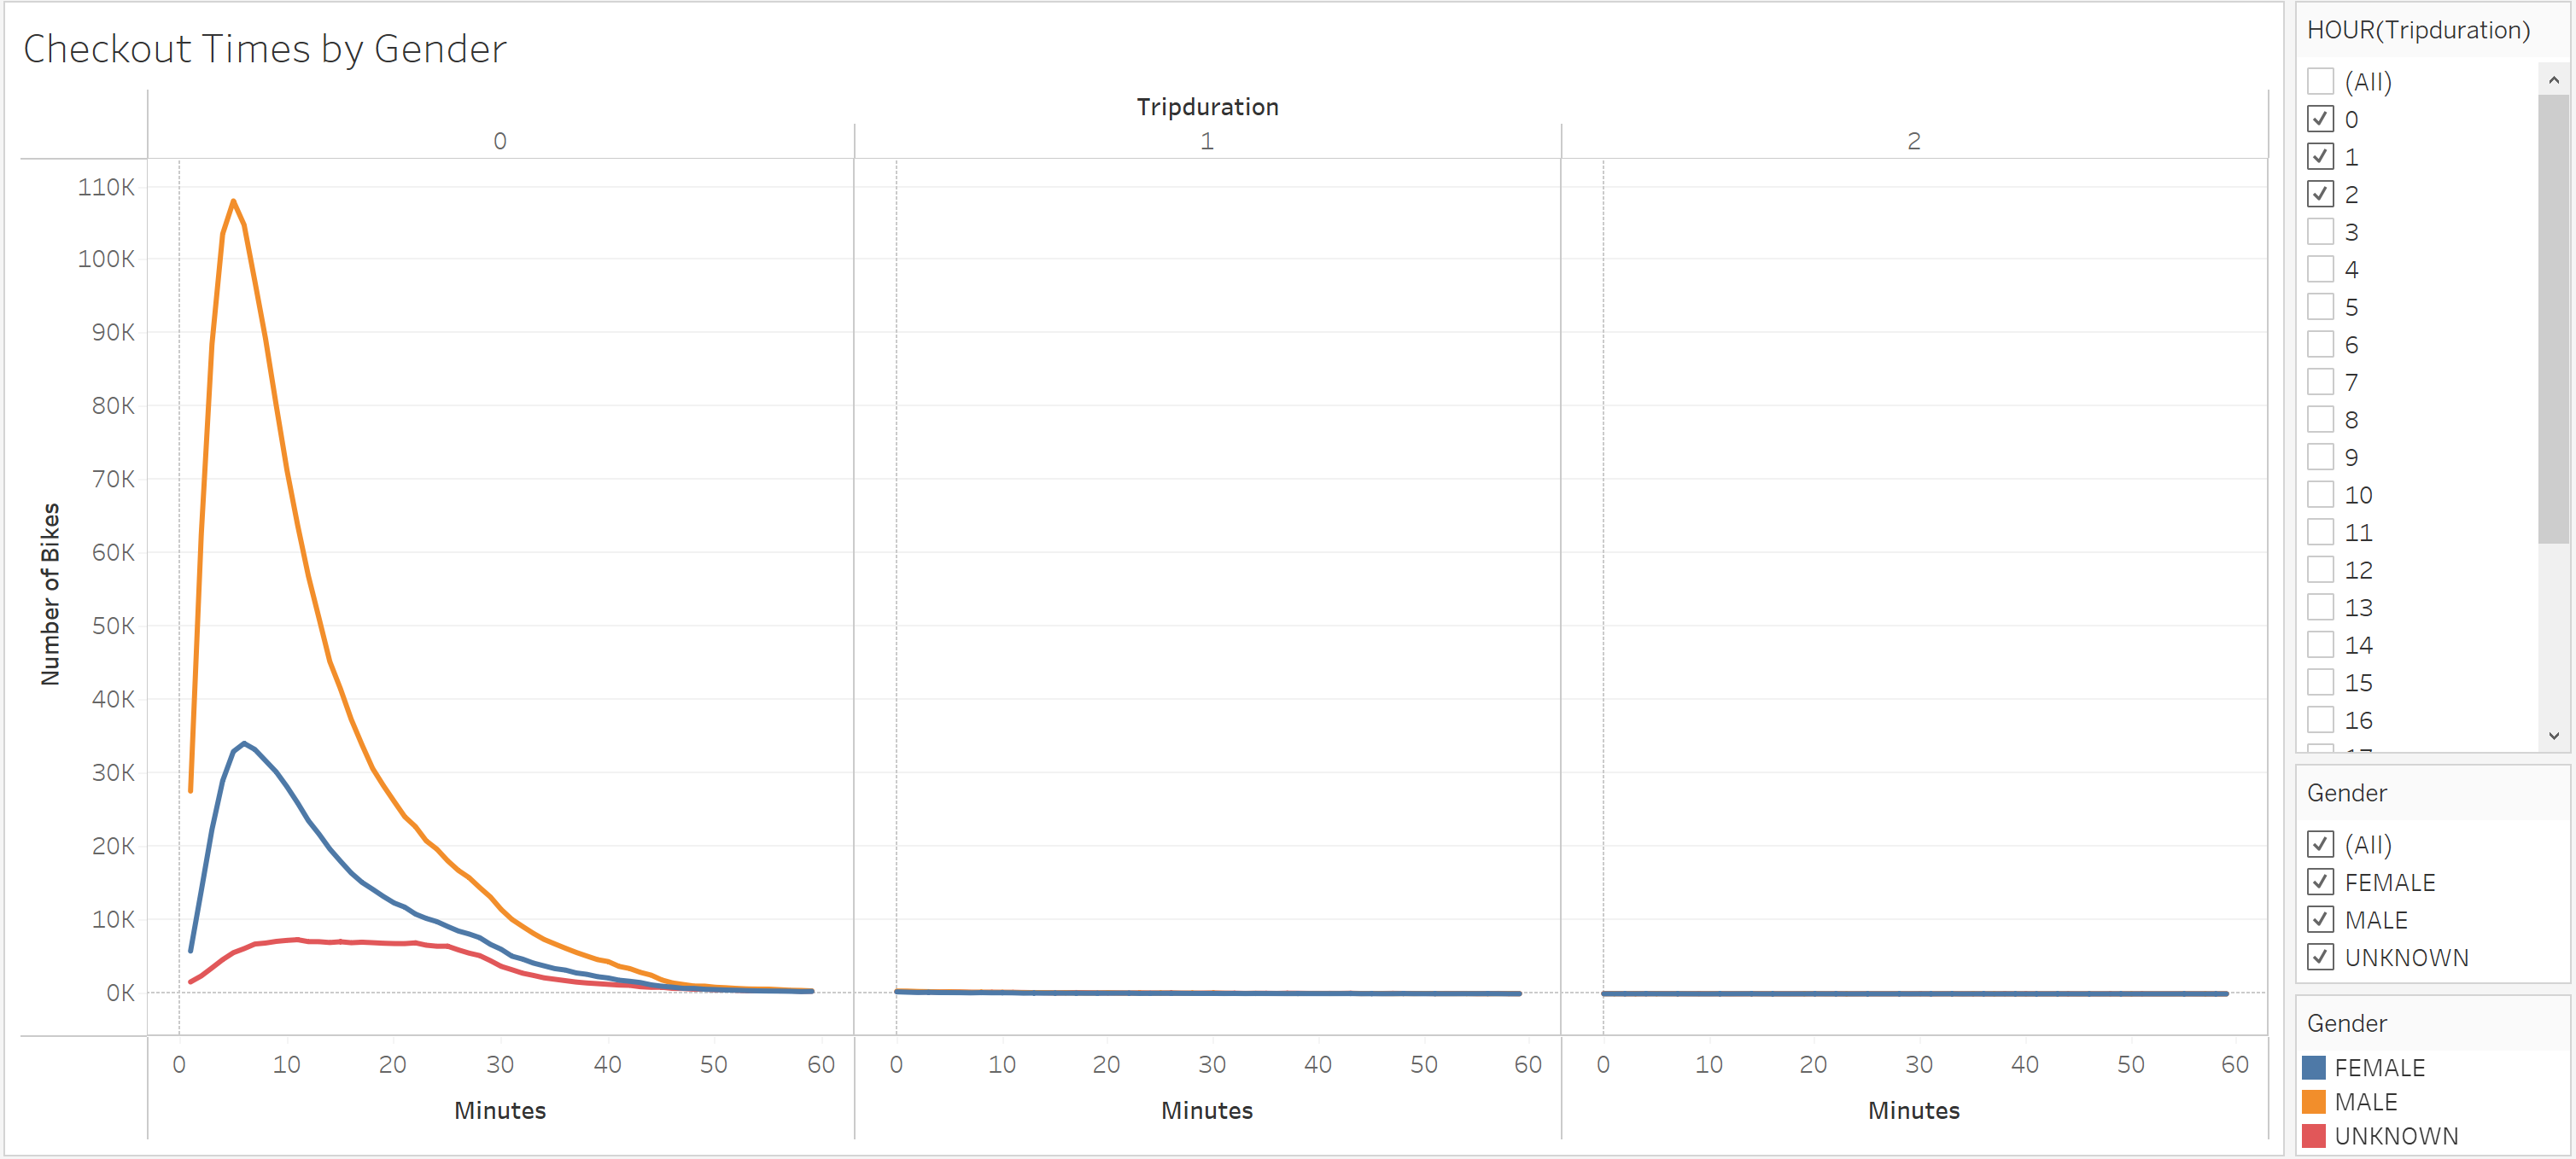 Checkout Times by Gender
Tripduration
0 1 2
110K
100K
90K
80K
70K
60K
50K
40K
30K
20K
10K
0K
Number of Bikes
0 10 20 30 40 50 60 0 10 20 30 40 50 60 0 10 20 30 40 50 60
Minutes Minutes Minutes
HOUR(Tripduration)
(All)
0
1
2
3
4
5
6
7
8
9
10
11
12
13
14
15
16
Gender
(All)
FEMALE
MALE
UNKNOWN
Gender
FEMALE
MALE
UNKNOWN